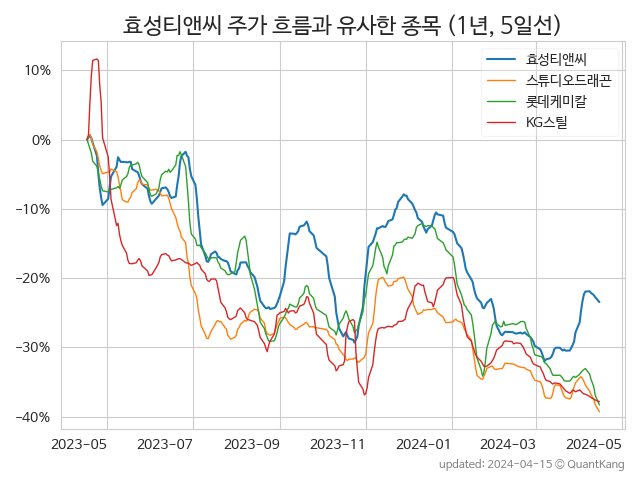 효성티앤씨 주가 흐름과 유사한 종목 (1년, 5일선)
효성티앤씨
스튜디오드래곤
롯데케미칼
KG스틸
10%
0%
−10%
−20%
−30%
−40%
2023-05 2023-07 2023-09 2023-11 2024-01 2024-03 2024-05
updated: 2024-04-15 © QuantKang